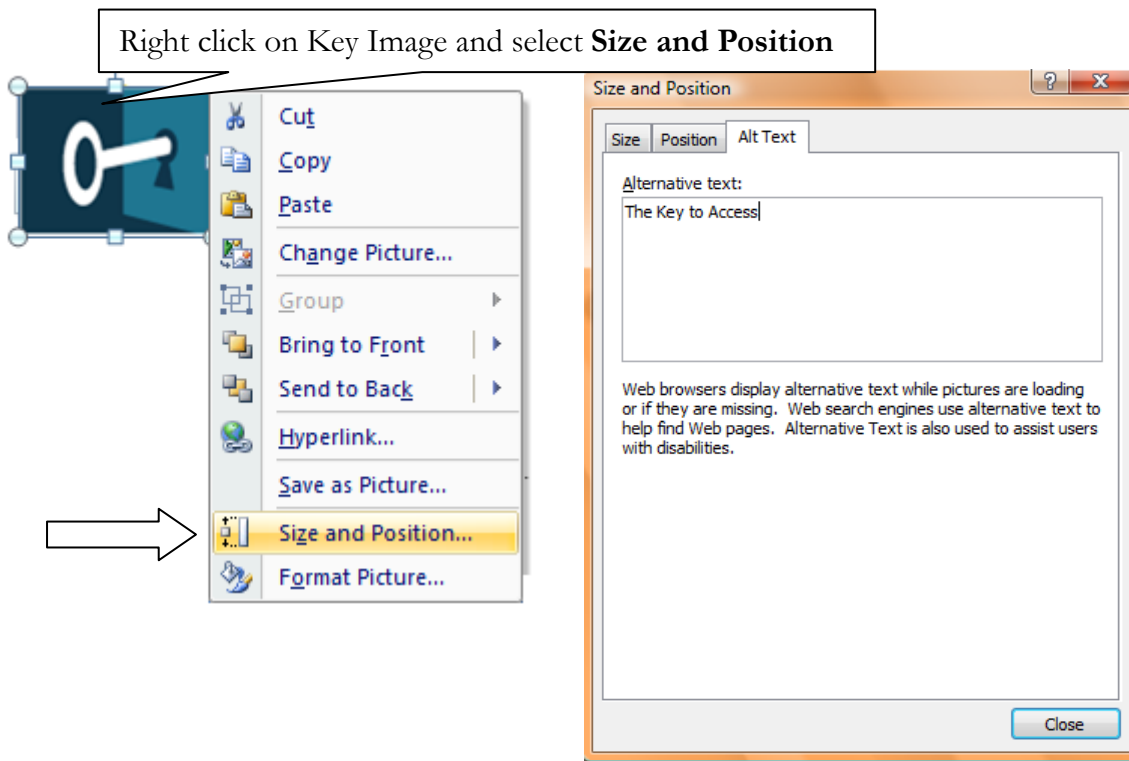 Right click on Key Image and select Size and Position
Cut
Copy
Paste
Change Picture...
Group
Bring to Front
Send to Back
Hyperlink...
Save as Picture...
Size and Position...
Format Picture...
Size and Position
? X
Size Position Alt Text
Alternative text:
The Key to Access
Web browsers display alternative text while pictures are loading
or if they are missing. Web search engines use alternative text to
help find Web pages. Alternative Text is also used to assist users
with disabilities.
Close